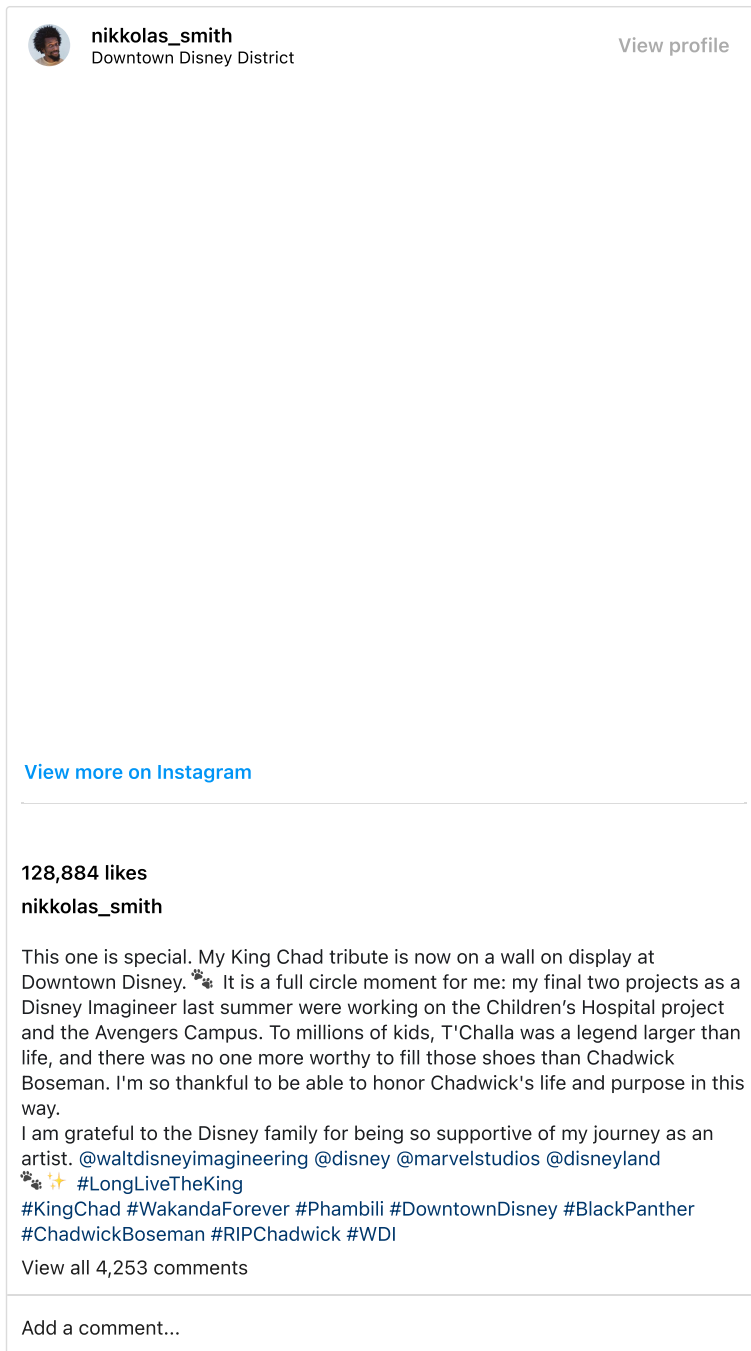 nikkolas_smith
Downtown Disney District
View profile
View more on Instagram
128,884 likes
nikkolas_smith
This one is special. My King Chad tribute is now on a wall on display at
Downtown Disney. 🐾 It is a full circle moment for me: my final two projects as a
Disney Imagineer last summer were working on the Children’s Hospital project
and the Avengers Campus. To millions of kids, T'Challa was a legend larger than
life, and there was no one more worthy to fill those shoes than Chadwick
Boseman. I'm so thankful to be able to honor Chadwick's life and purpose in this
way.
I am grateful to the Disney family for being so supportive of my journey as an
artist. @waltdisneyimagineering @disney @marvelstudios @disneyland
🐾✨ #LongLiveTheKing
#KingChad #WakandaForever #Phambili #DowntownDisney #BlackPanther
#ChadwickBoseman #RIPChadwick #WDI
View all 4,253 comments
Add a comment...